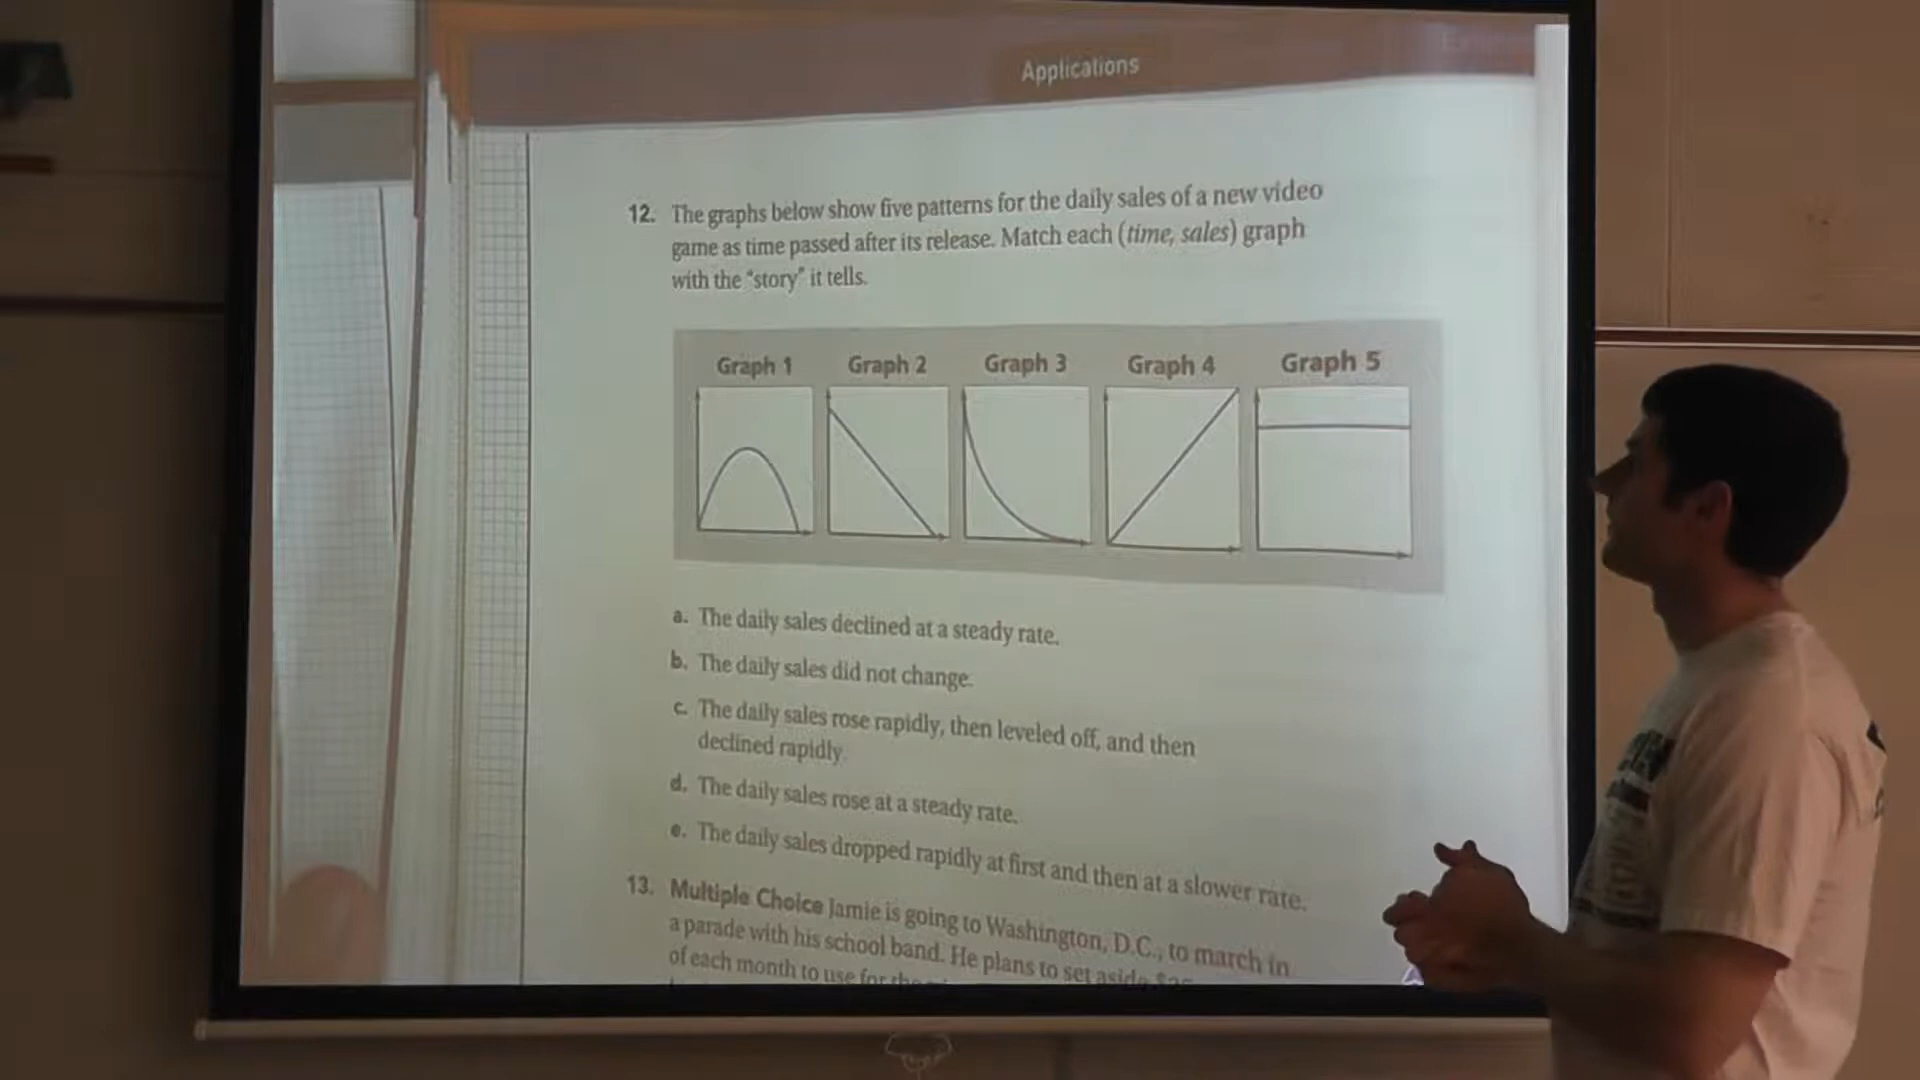 Applications
12. The graphs below show five patterns for the daily sales of a new video
game as time passed after its release. Match each (time, sales) graph
with the “story” it tells.
Graph 1 Graph 2 Graph 3 Graph 4 Graph 5
a. The daily sales declined at a steady rate.
b. The daily sales did not change.
c. The daily sales rose rapidly, then leveled off, and then
declined rapidly.
d. The daily sales rose at a steady rate.
e. The daily sales dropped rapidly at first and then at a slower rate.
13. Multiple Choice Jamie is going to Washington, D.C., to march in
a parade with his school band. He plans to set aside
of each month to use for the